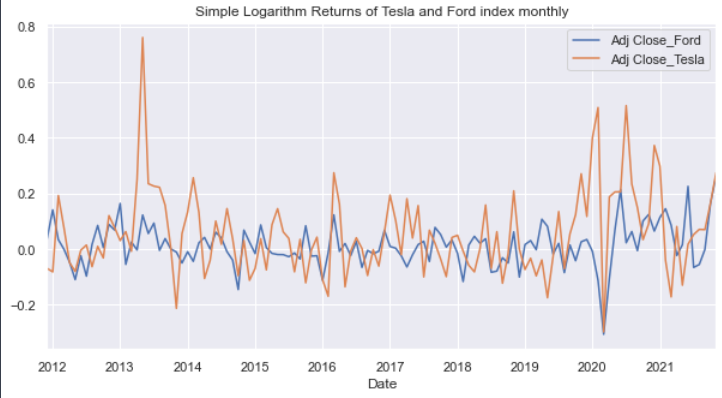 Simple Logarithm Returns of Tesla and Ford index monthly
Adj Close_Ford
Adj Close_Tesla
0.8
0.6
0.4
0.2
0.0
−0.2
2012 2013 2014 2015 2016 2017 2018 2019 2020 2021
Date